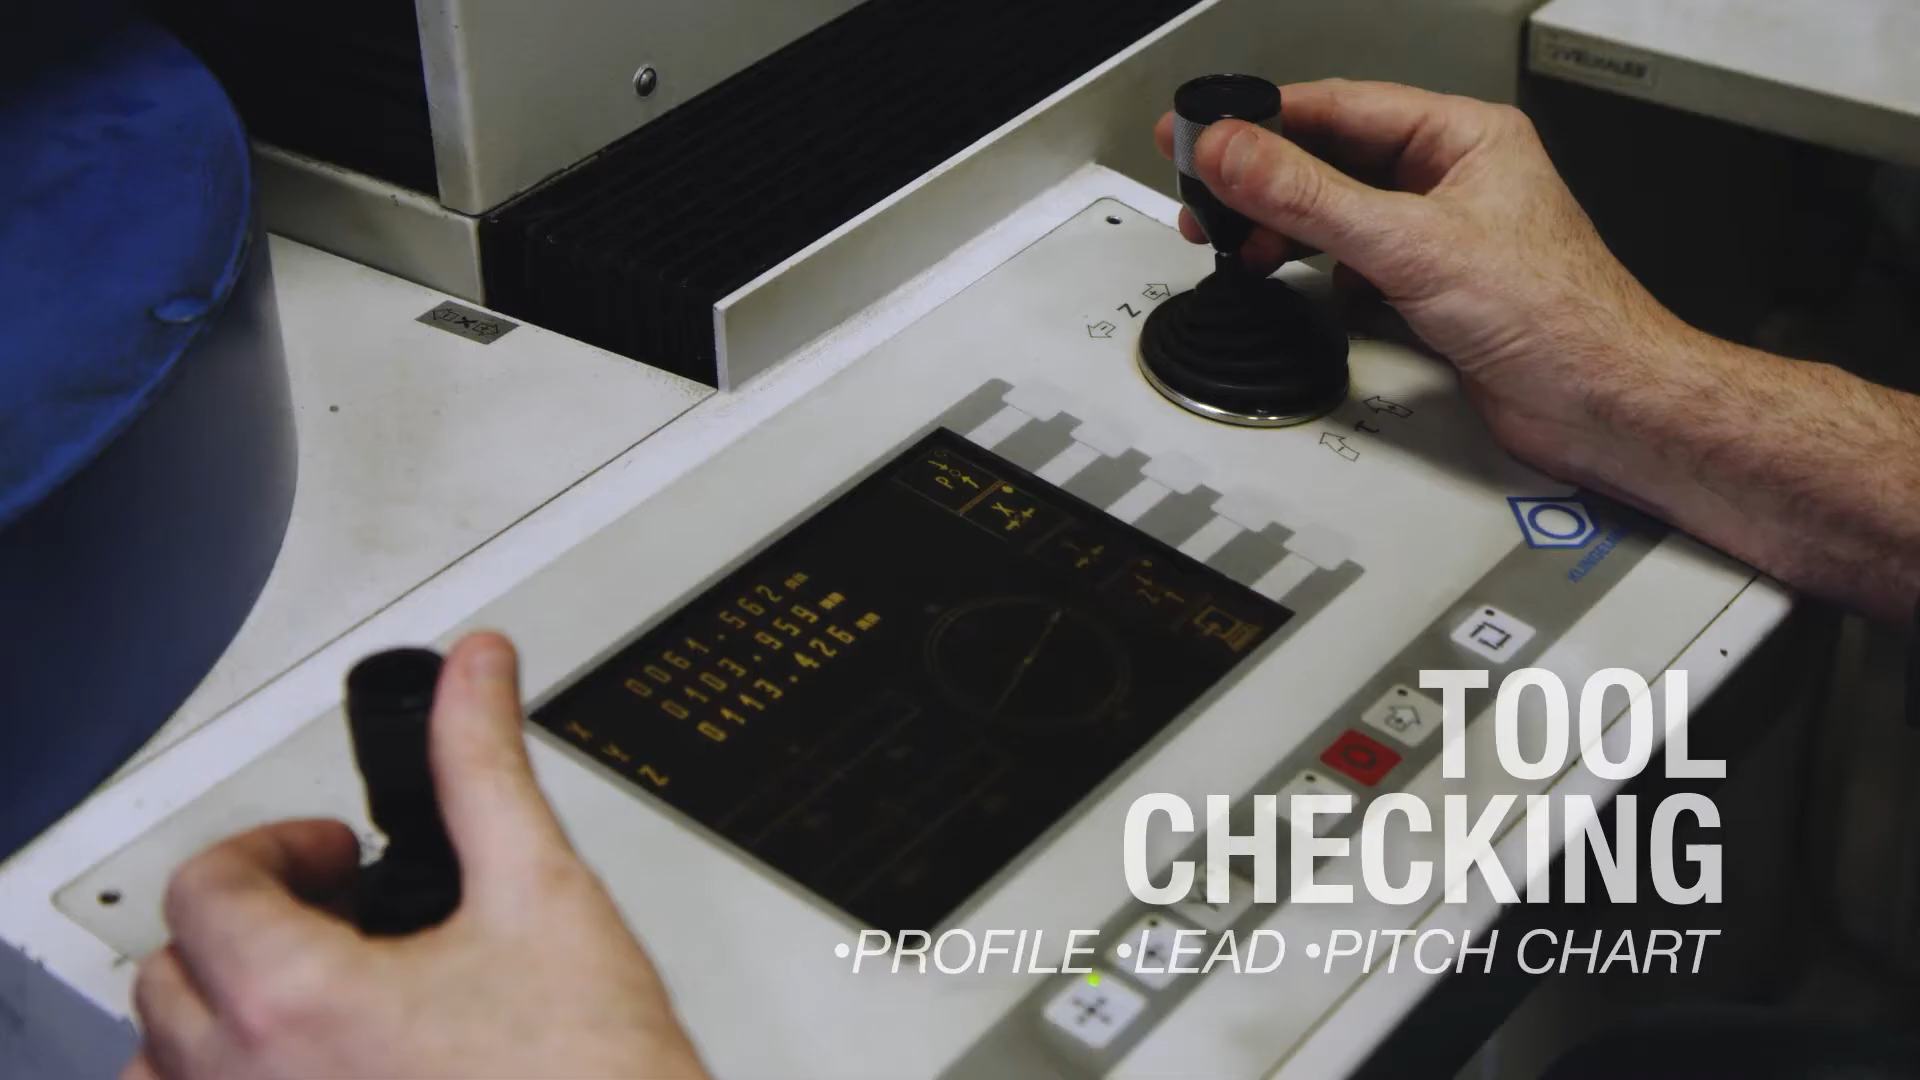 X
Z
P
X
Z
X 0061.562 mm
Y 0103.959 mm
Z 0113.426 mm
TOOL
CHECKING
•PROFILE •LEAD •PITCH CHART